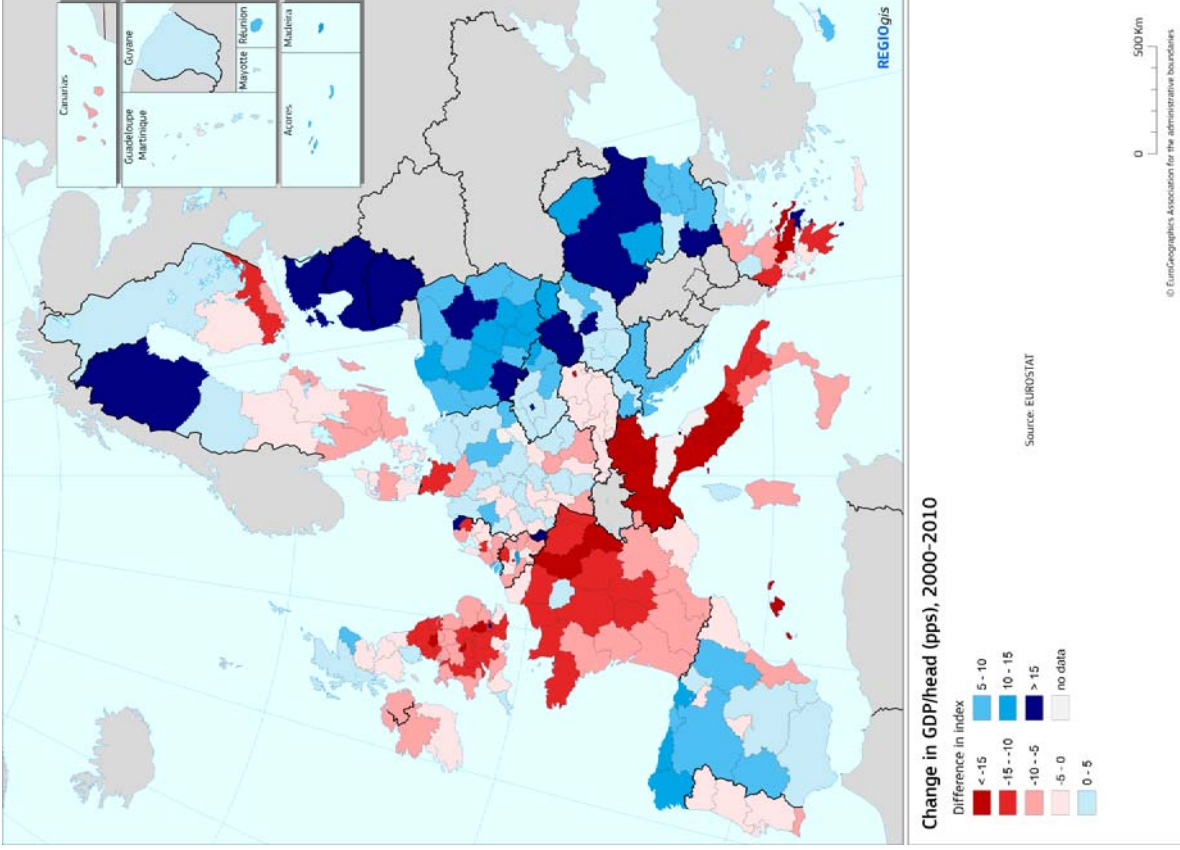 Canarias
Guadeloupe
Martinique
Guyane
Mayotte
Réunion
Açores
Madeira
REGIOgis
Change in GDP/head (pps), 2000-2010
Difference in index
< -15
-15 - -10
-10 - -5
-5 - 0
0 - 5
5 - 10
10 - 15
> 15
no data
Source: EUROSTAT
0
500 Km
© EuroGeographics Association for the administrative boundaries